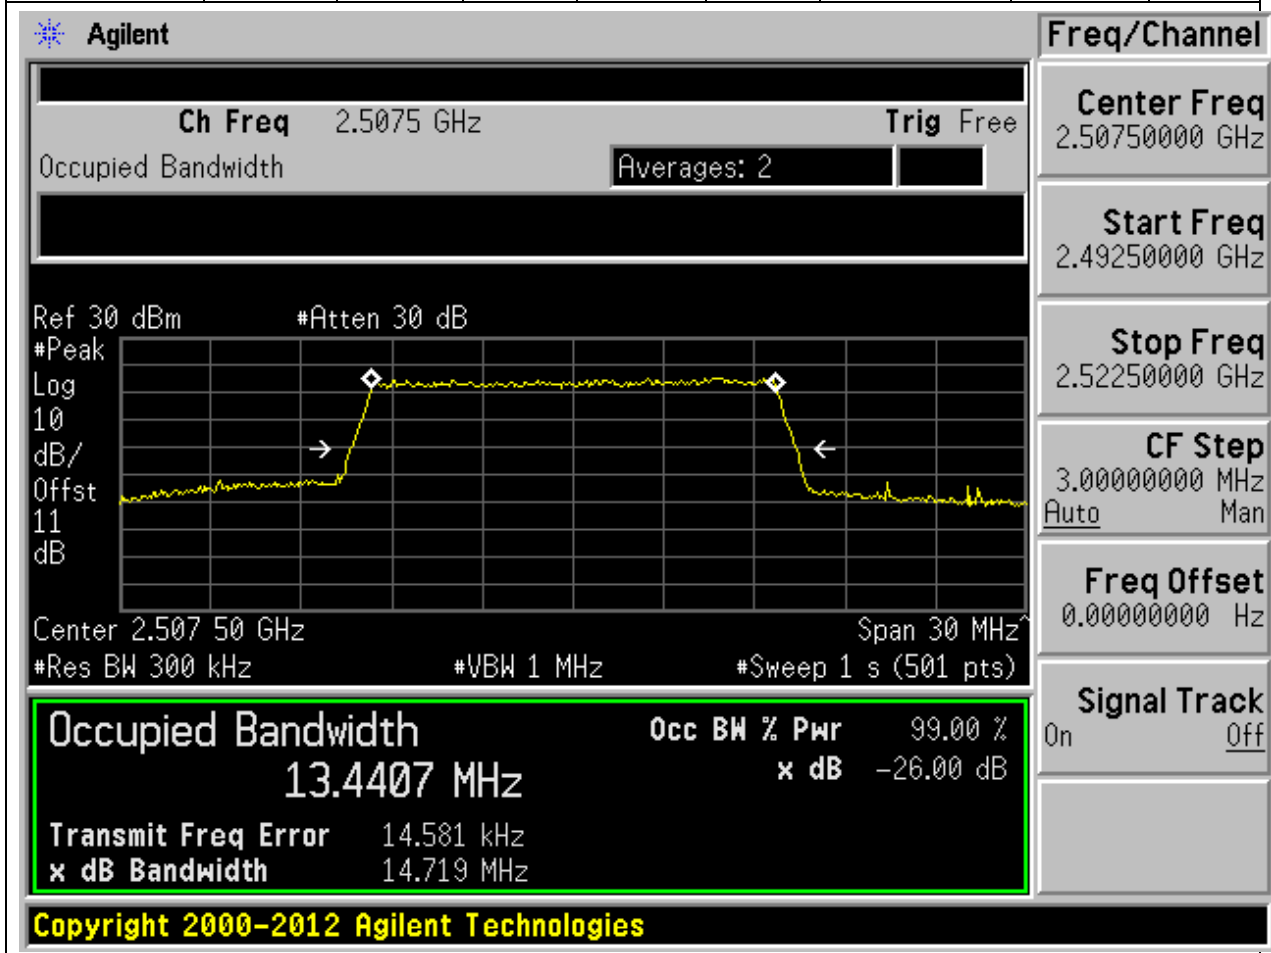 Agilent
Freq/Channel
Ch Freq 2.5075 GHz Trig Free
Occupied Bandwidth Averages: 2
Center Freq
2.50750000 GHz
Start Freq
2.49250000 GHz
Stop Freq
2.52250000 GHz
CF Step
3.00000000 MHz
Auto Man
Freq Offset
0.00000000 Hz
Signal Track
On Off
Ref 30 dBm #Atten 30 dB
#Peak
Log
10
dB/
Offst
11
dB
Center 2.507 50 GHz Span 30 MHz^
#Res BW 300 kHz #VBW 1 MHz #Sweep 1 s (501 pts)
Occupied Bandwidth Occ BW % Pwr 99.00 %
13.4407 MHz x dB -26.00 dB
Transmit Freq Error 14.581 kHz
x dB Bandwidth 14.719 MHz
Copyright 2000-2012 Agilent Technologies